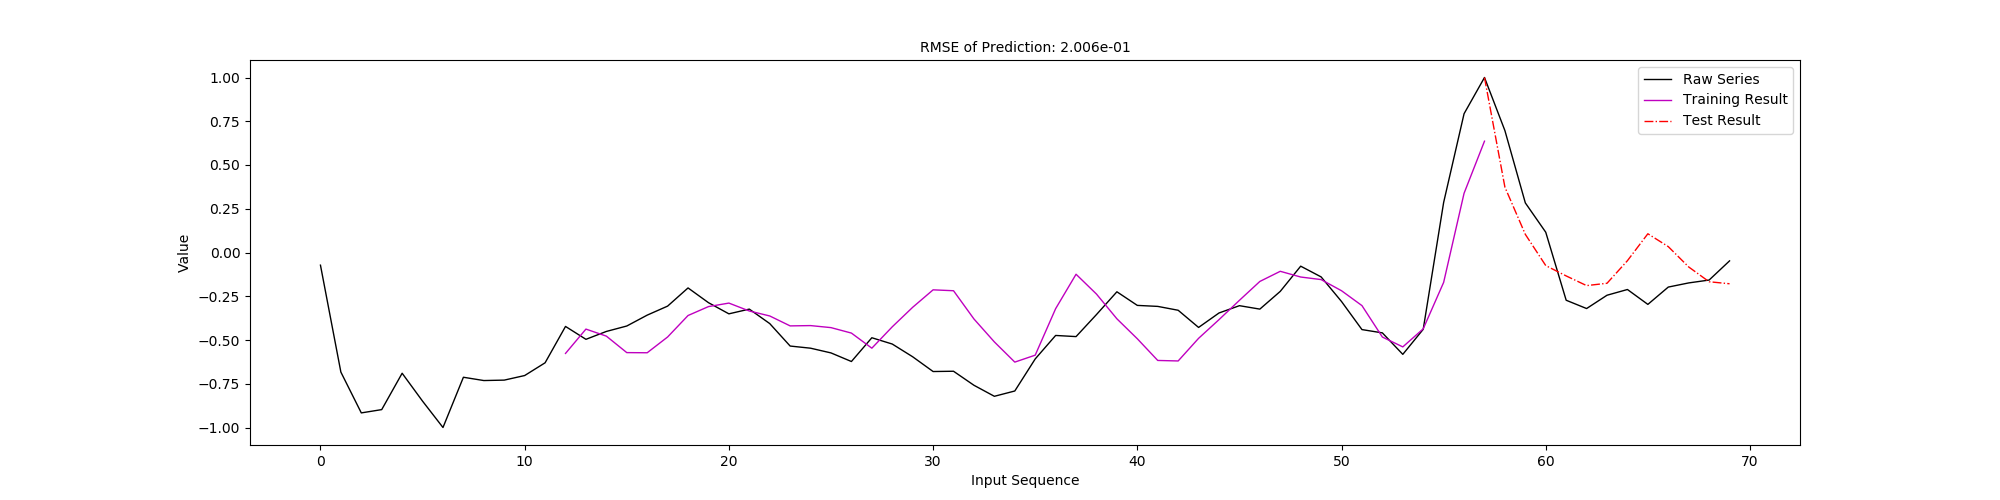 RMSE of Prediction: 2.006e-01
1.00
0.75
0.50
0.25
0.00
−0.25
−0.50
−0.75
−1.00
Value
Raw Series
Training Result
Test Result
0 10 20 30 40 50 60 70
Input Sequence